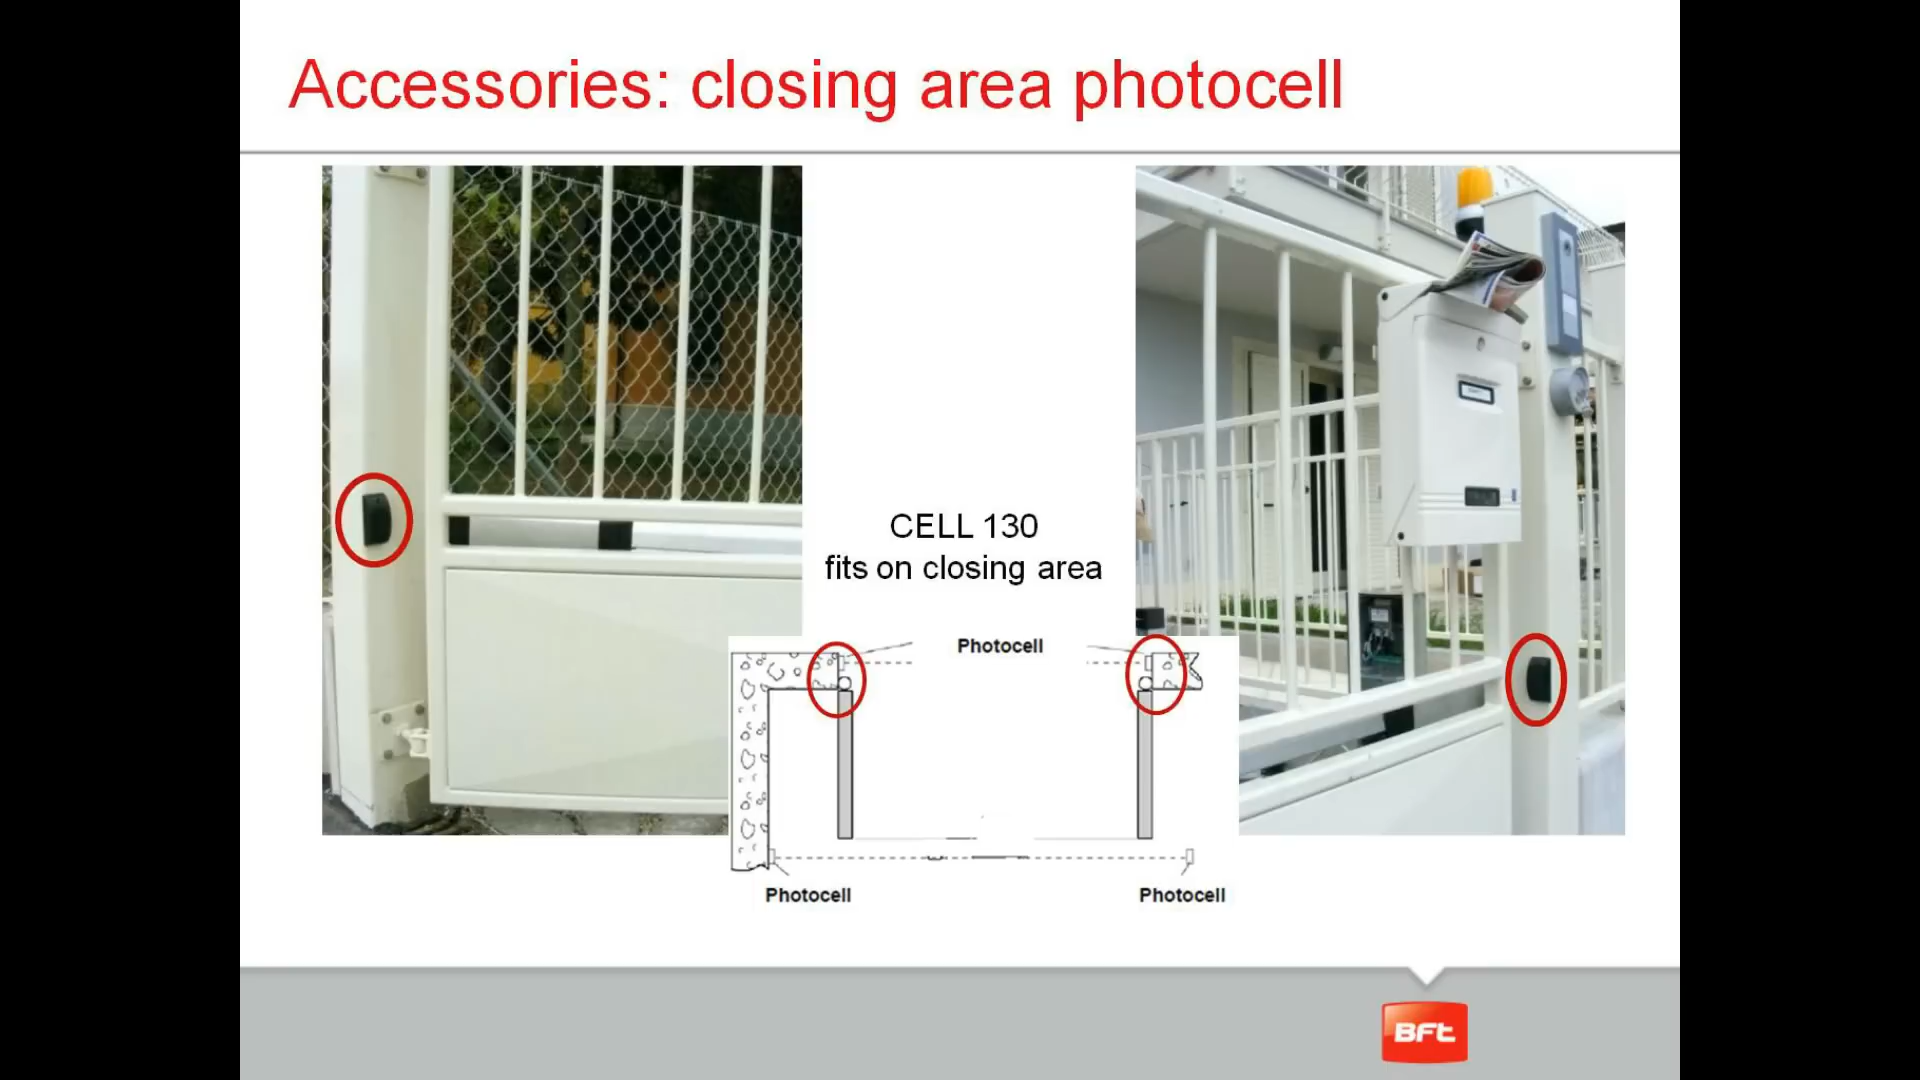 Accessories: closing area photocell
CELL 130
fits on closing area
Photocell
Photocell
Photocell
BFt